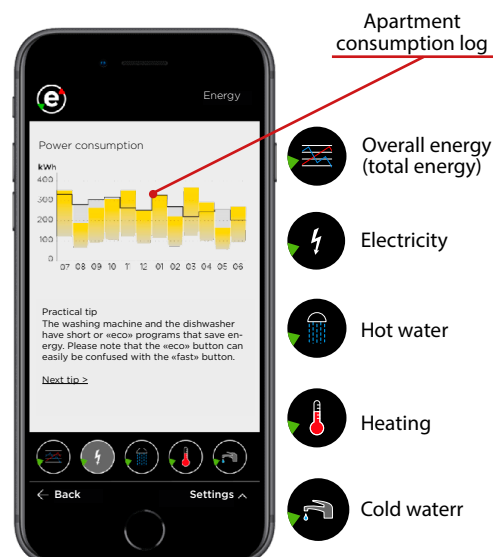 Apartment
consumption log
e
Energy
Power consumption
kWh
400
300
200
100
0
07 08 09 10 11 12 01 02 03 04 05 06
Practical tip
The washing machine and the dishwasher
have short or «eco» programs that save en-
ergy. Please note that the «eco» button can
easily be confused with the «fast» button.
Next tip >
Back
Settings
Overall energy
(total energy)
Electricity
Hot water
Heating
Cold waterr